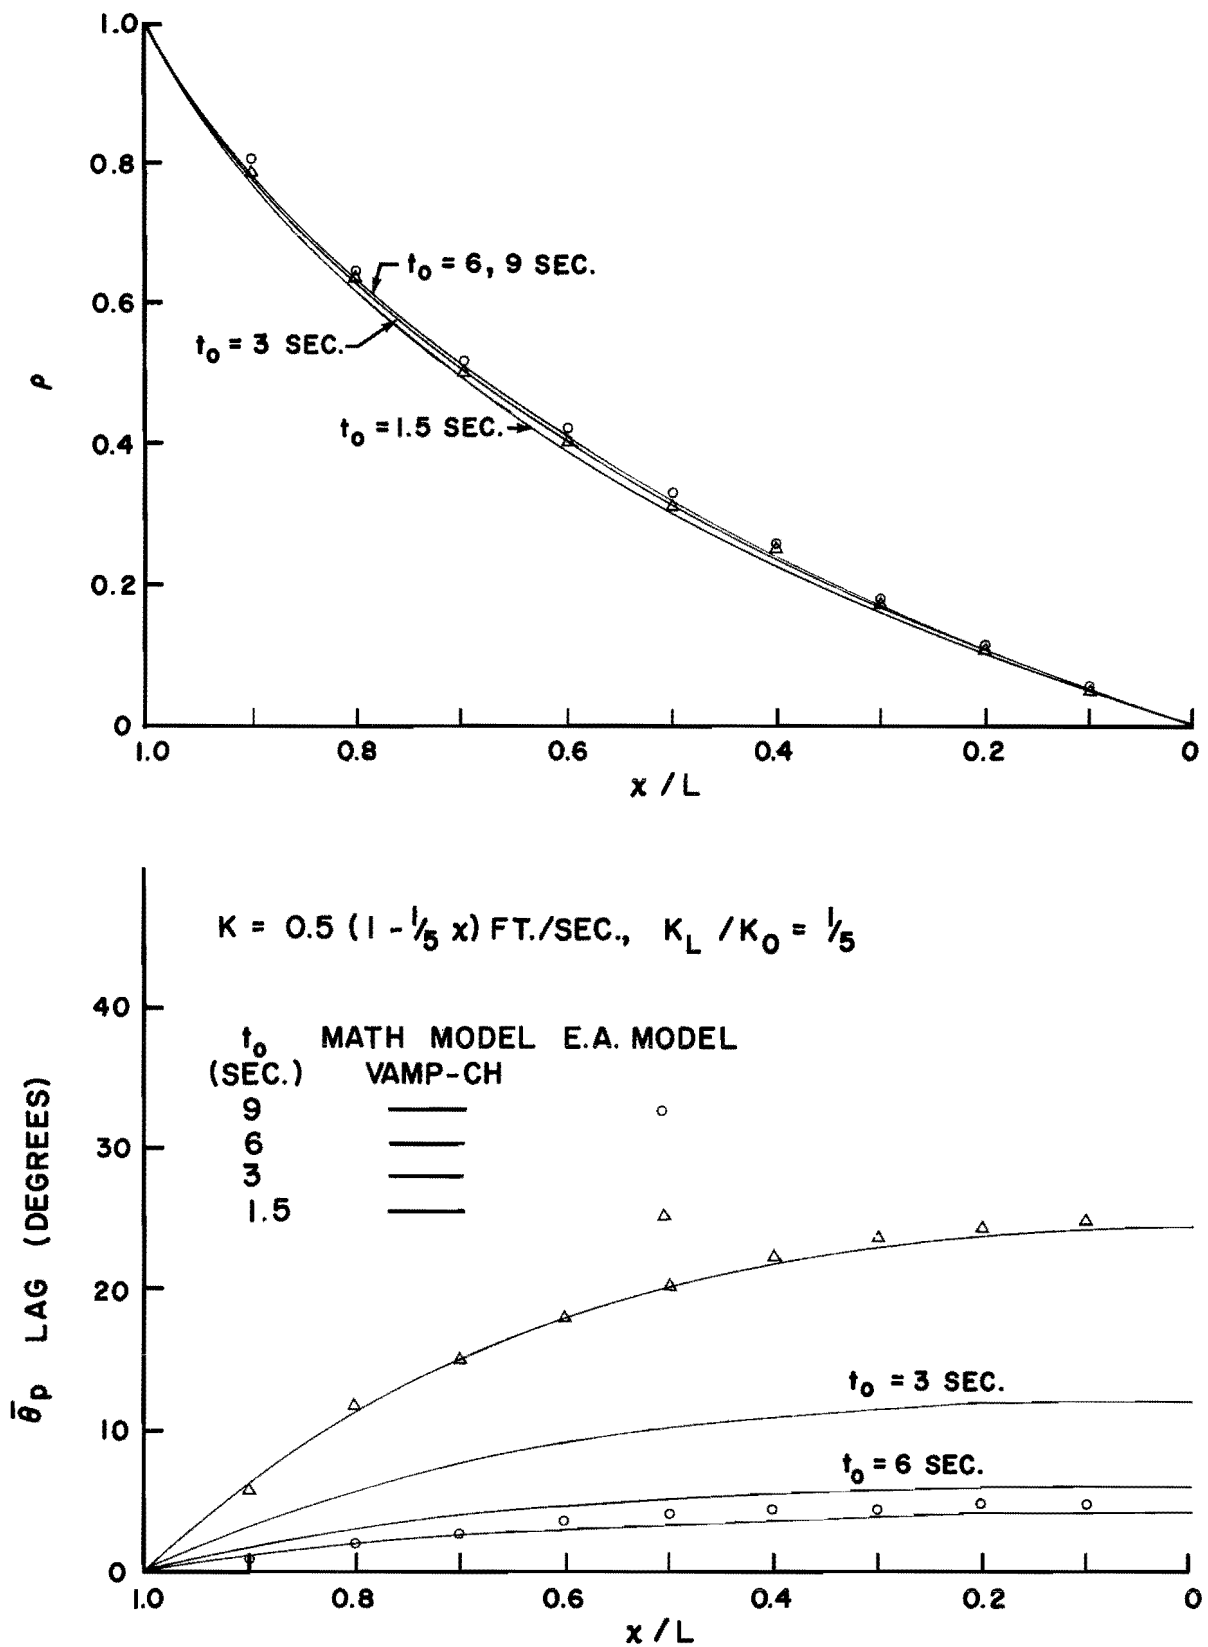 1.0
0.8
0.6
0.4
0.2
0
ρ
t₀ = 6, 9 SEC.
t₀ = 3 SEC.
t₀ = 1.5 SEC.
1.0 0.8 0.6 0.4 0.2 0
x / L
K = 0.5 (1 - 1/5 x) FT./SEC., K_L / K_O = 1/5
40
30
20
10
0
θ̄p LAG (DEGREES)
t₀ MATH MODEL E.A. MODEL
(SEC.) VAMP-CH
9
6
3
1.5
t₀ = 3 SEC.
t₀ = 6 SEC.
1.0 0.8 0.6 0.4 0.2 0
x / L